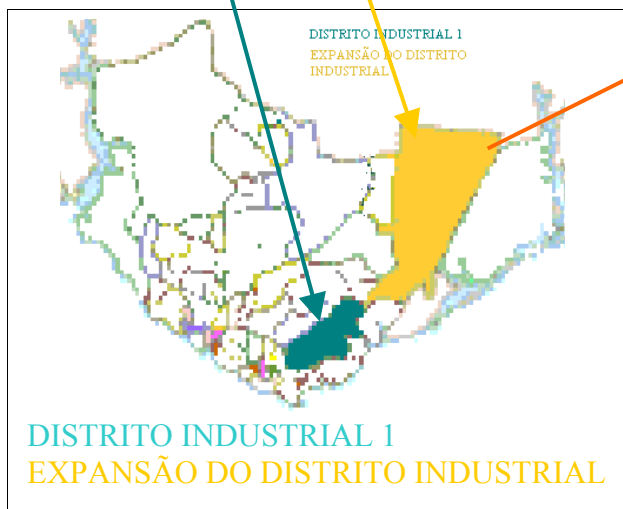 DISTRITO INDUSTRIAL 1
EXPANSÃO DO DISTRITO
INDUSTRIAL
DISTRITO INDUSTRIAL 1
EXPANSÃO DO DISTRITO INDUSTRIAL